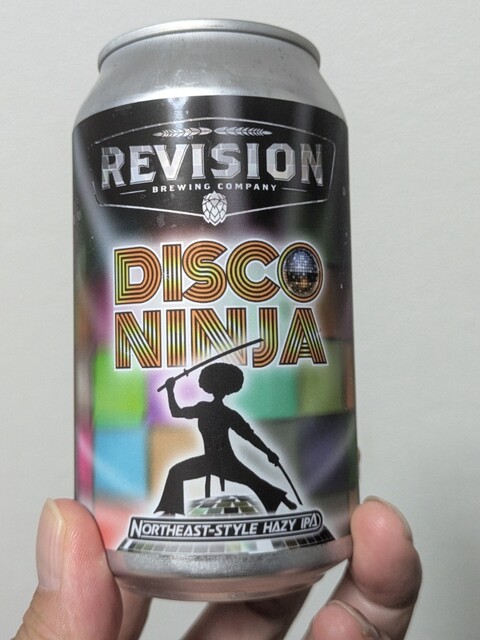 REVISION
BREWING COMPANY
DISCO
NINJA
NORTHEAST-STYLE HAZY IPA